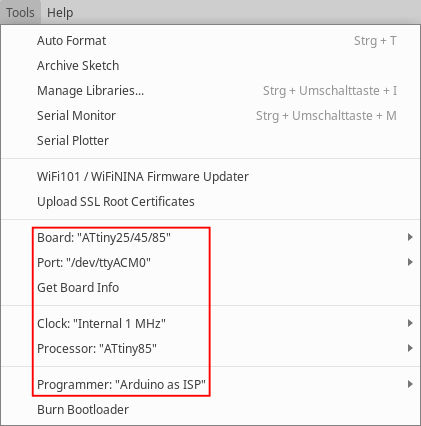 Tools Help
Auto Format Strg + T
Archive Sketch
Manage Libraries... Strg + Umschalttaste + I
Serial Monitor Strg + Umschalttaste + M
Serial Plotter
WiFi101 / WiFiNINA Firmware Updater
Upload SSL Root Certificates
Board: "ATtiny25/45/85"
Port: "/dev/ttyACM0"
Get Board Info
Clock: "Internal 1 MHz"
Processor: "ATtiny85"
Programmer: "Arduino as ISP"
Burn Bootloader